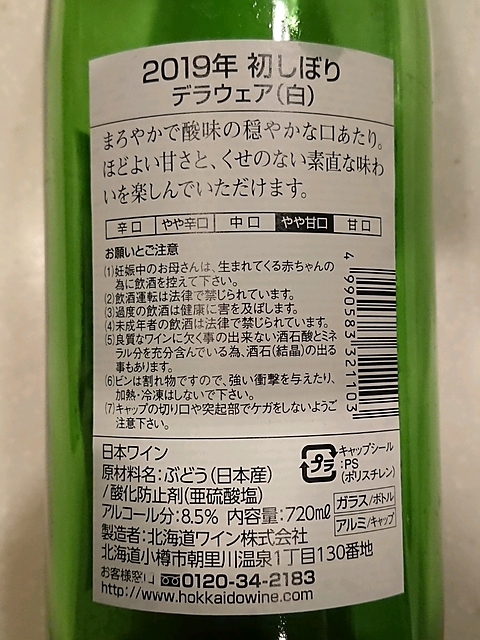 2019年 初しぼり
デラウェア(白)
まろやかで酸味の穏やかな口あたり。
ほどよい甘さと、くせのない素直な味わ
いを楽しんでいただけます。
辛口 やや辛口 中口 やや甘口 甘口
お願いとご注意
(1)妊娠中のお母さんは、生まれてくる赤ちゃんの
為に飲酒を控えて下さい。
(2)飲酒運転は法律で禁じられています。
(3)過度の飲酒は健康に害を及ぼします。
(4)未成年者の飲酒は法律で禁じられています。
(5)良質なワインに欠く事の出来ない酒石酸とミネ
ラル分を充分含んでいる為、酒石(結晶)の出る
事もあります。
(6)ビンは割れ物ですので、強い衝撃を与えたり、
加熱・冷凍はしないで下さい。
(7)キャップの切り口や突起部でケガをしないようご
注意下さい。
4 990583 321103
日本ワイン
原材料名:ぶどう(日本産)
/酸化防止剤(亜硫酸塩)
アルコール分:8.5% 内容量:720ml
製造者:北海道ワイン株式会社
北海道小樽市朝里川温泉1丁目130番地
お客様窓口 0120-34-2183
http://www.hokkaidowine.com
プラ
キャップシール
:PS
(ポリスチレン)
ガラス/ボトル
アルミ/キャップ